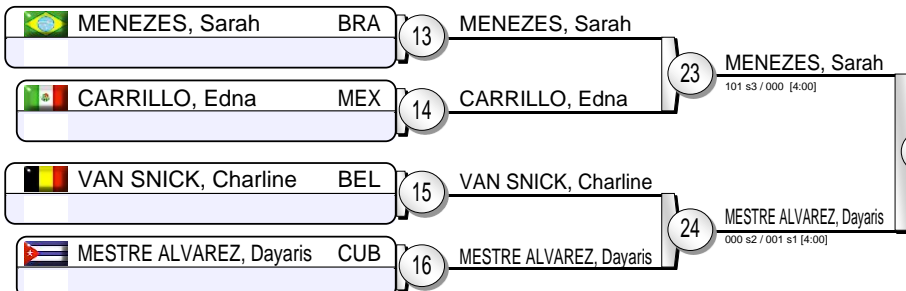 MENEZES, Sarah BRA
13
MENEZES, Sarah
CARRILLO, Edna MEX
14
CARRILLO, Edna
23
MENEZES, Sarah
101 s3 / 000 [4:00]
VAN SNICK, Charline BEL
15
VAN SNICK, Charline
MESTRE ALVAREZ, Dayaris CUB
16
MESTRE ALVAREZ, Dayaris
24
MESTRE ALVAREZ, Dayaris
000 s2 / 001 s1 [4:00]